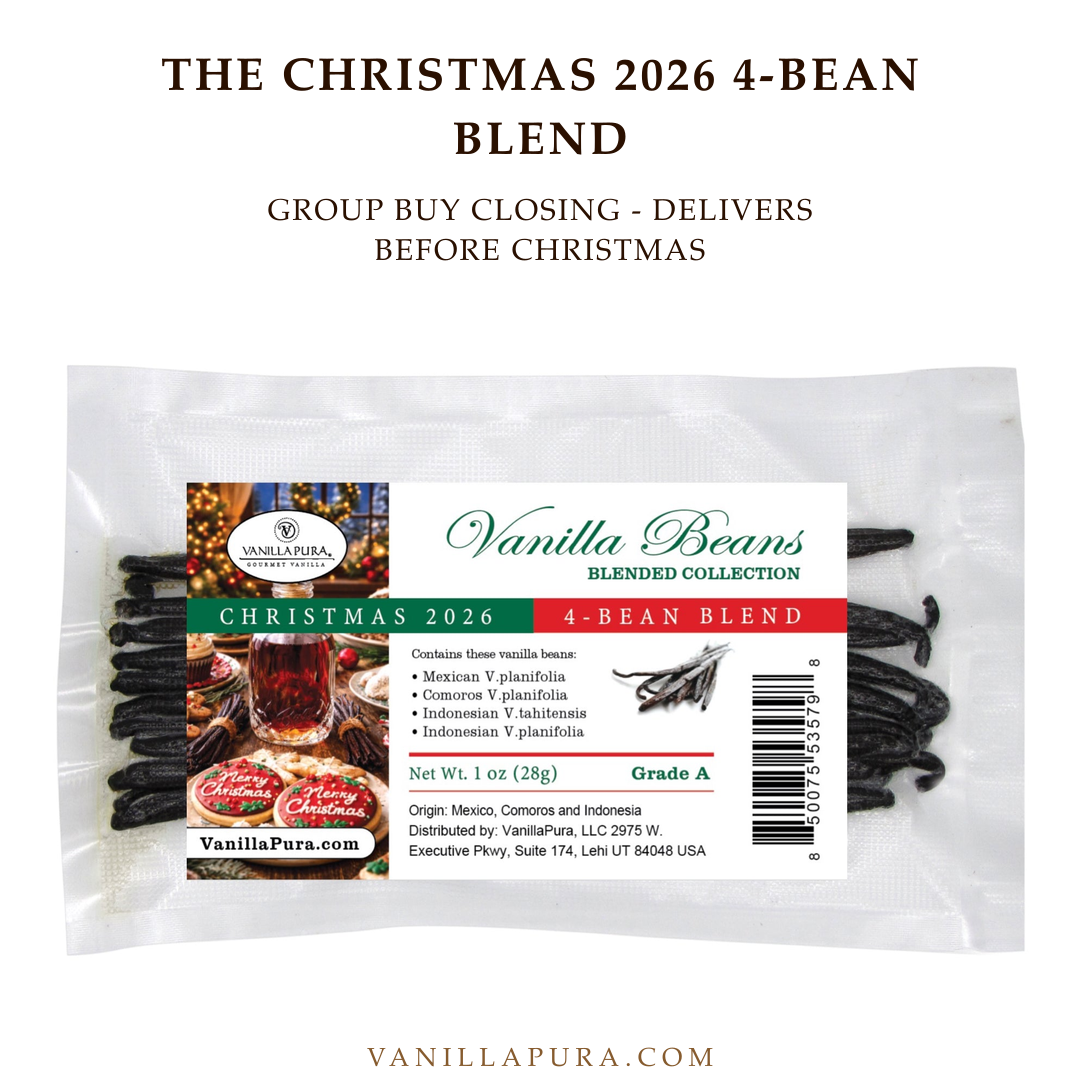 THE CHRISTMAS 2026 4-BEAN
BLEND
GROUP BUY CLOSING - DELIVERS
BEFORE CHRISTMAS
VANILLAPURA®
GOURMET VANILLA
Vanilla Beans
BLENDED COLLECTION
CHRISTMAS 2026
4-BEAN BLEND
Contains these vanilla beans:
• Mexican V.planifolia
• Comoros V.planifolia
• Indonesian V.tahitensis
• Indonesian V.planifolia
Net Wt. 1 oz (28g)
Grade A
Origin: Mexico, Comoros and Indonesia
Distributed by: VanillaPura, LLC 2975 W.
Executive Pkwy, Suite 174, Lehi UT 84048 USA
Merry
Christmas
Merry
Christmas
VanillaPura.com
8 50075 53579 8
VANILLAPURA.COM